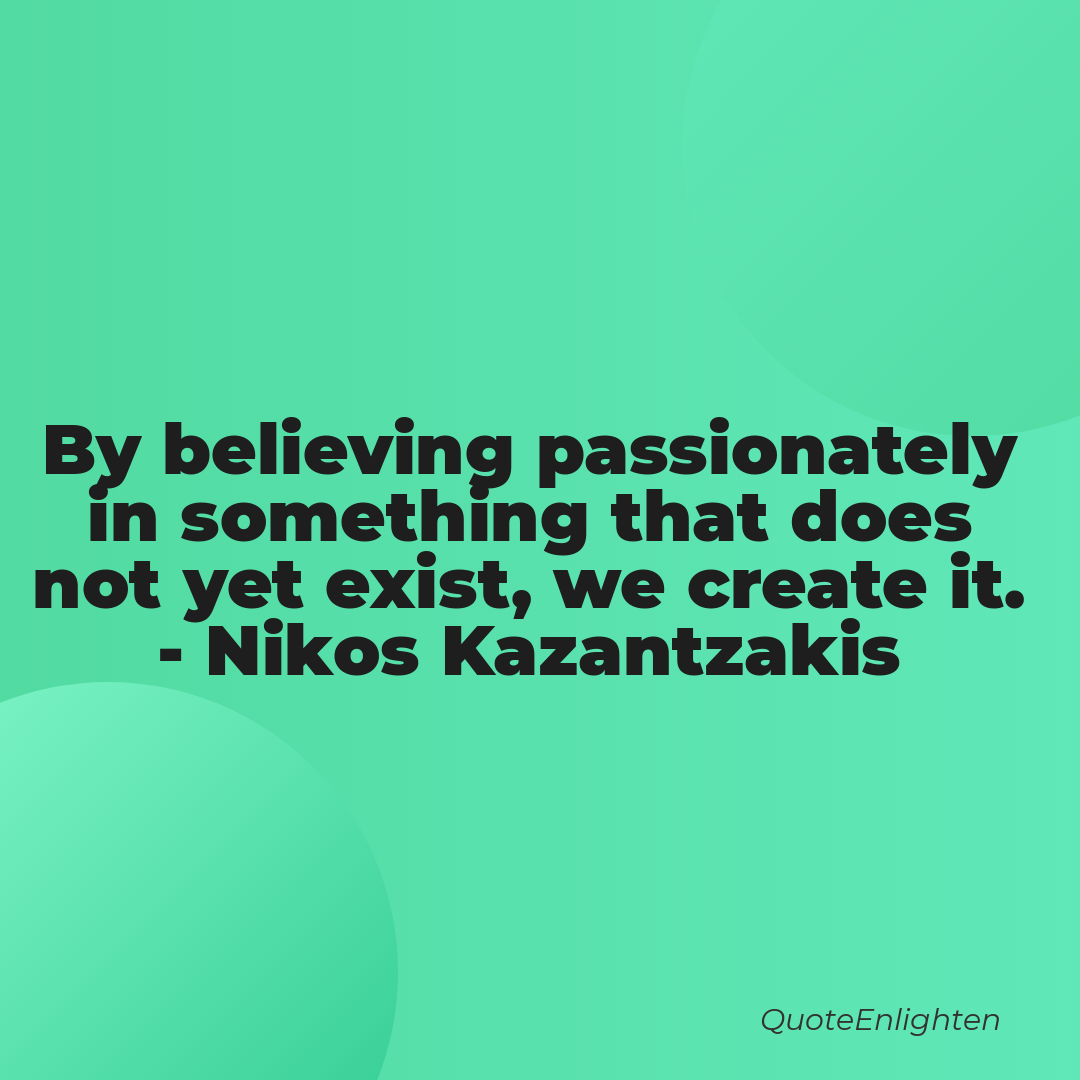 By believing passionately
in something that does
not yet exist, we create it.
- Nikos Kazantzakis
QuoteEnlighten